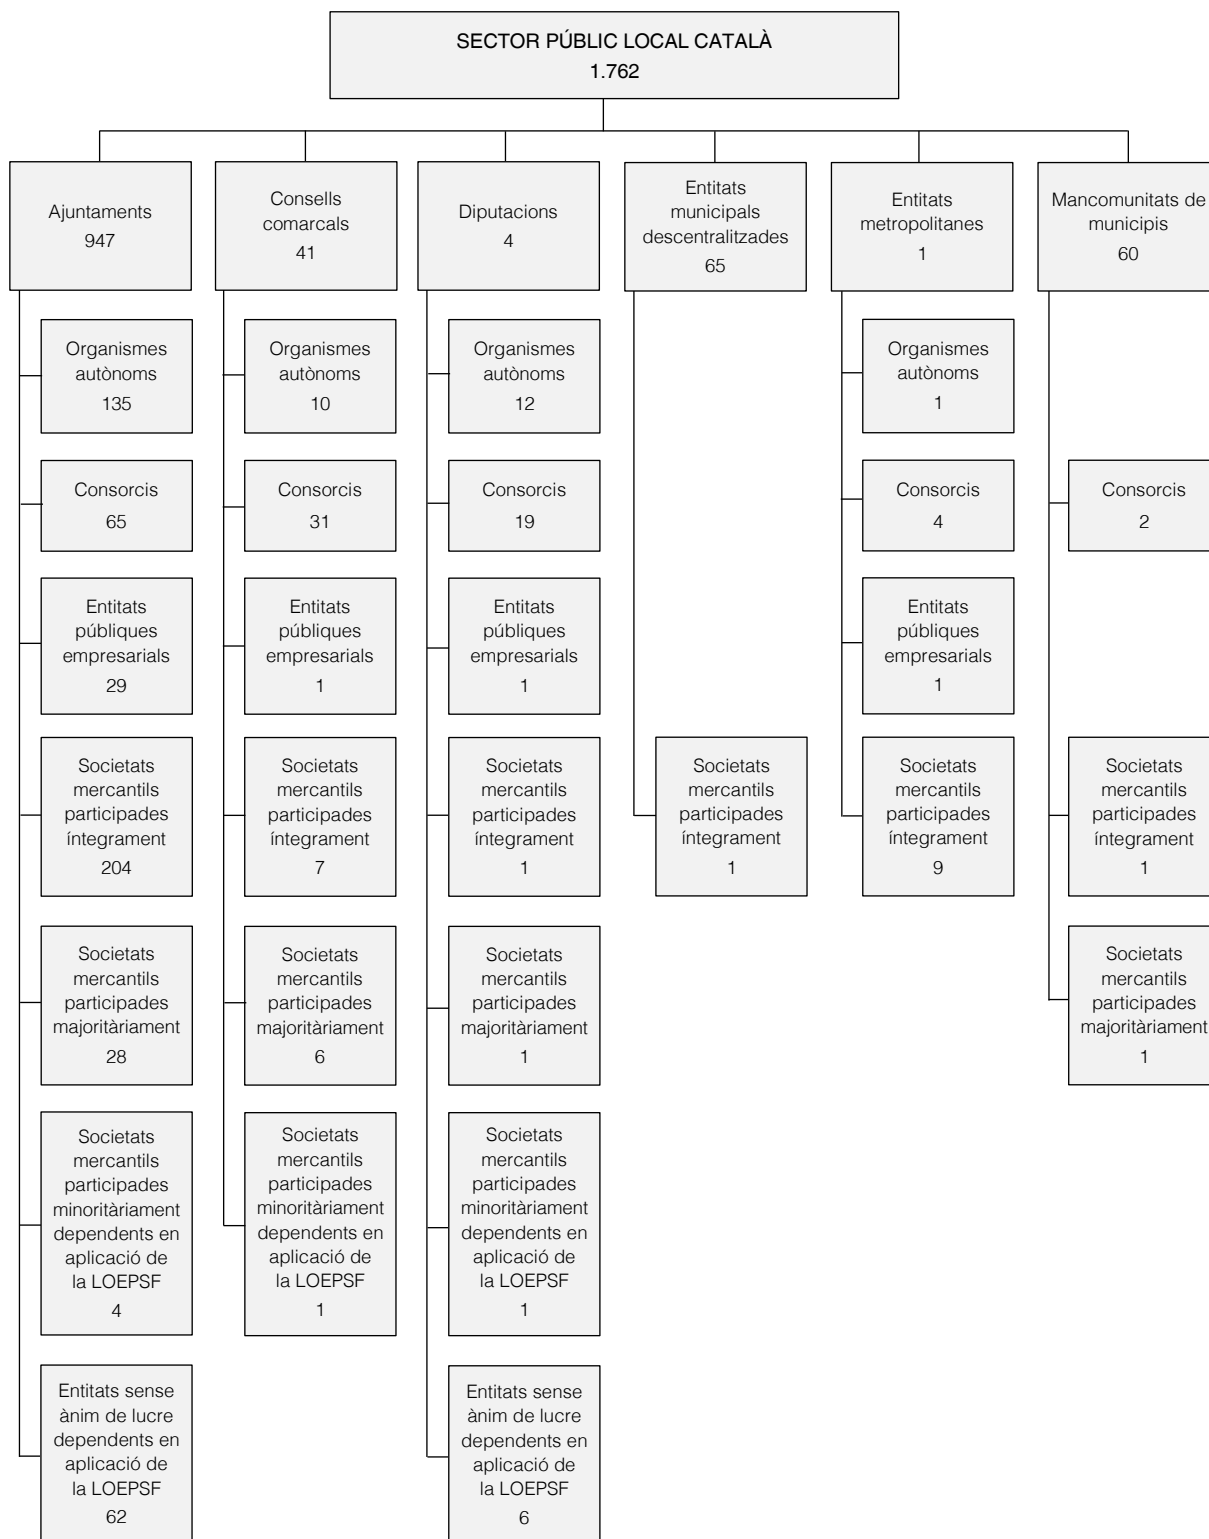 SECTOR PÚBLIC LOCAL CATALÀ
1.762
Ajuntaments
947
Consells
comarcals
41
Diputacions
4
Entitats
municipals
descentralitzades
65
Entitats
metropolitanes
1
Mancomunitats de
municipis
60
Organismes
autònoms
135
Organismes
autònoms
10
Organismes
autònoms
12
Organismes
autònoms
1
Consorcis
65
Consorcis
31
Consorcis
19
Consorcis
4
Consorcis
2
Entitats
públiques
empresarials
29
Entitats
públiques
empresarials
1
Entitats
públiques
empresarials
1
Entitats
públiques
empresarials
1
Societats
mercantils
participades
íntegrament
204
Societats
mercantils
participades
íntegrament
7
Societats
mercantils
participades
íntegrament
1
Societats
mercantils
participades
íntegrament
1
Societats
mercantils
participades
íntegrament
9
Societats
mercantils
participades
íntegrament
1
Societats
mercantils
participades
majoritàriament
28
Societats
mercantils
participades
majoritàriament
6
Societats
mercantils
participades
majoritàriament
1
Societats
mercantils
participades
majoritàriament
1
Societats
mercantils
participades
minoritàriament
dependents en
aplicació de
la LOEPSF
4
Societats
mercantils
participades
minoritàriament
dependents en
aplicació de
la LOEPSF
1
Societats
mercantils
participades
minoritàriament
dependents en
aplicació de
la LOEPSF
1
Entitats sense
ànim de lucre
dependents en
aplicació de
la LOEPSF
62
Entitats sense
ànim de lucre
dependents en
aplicació de
la LOEPSF
6